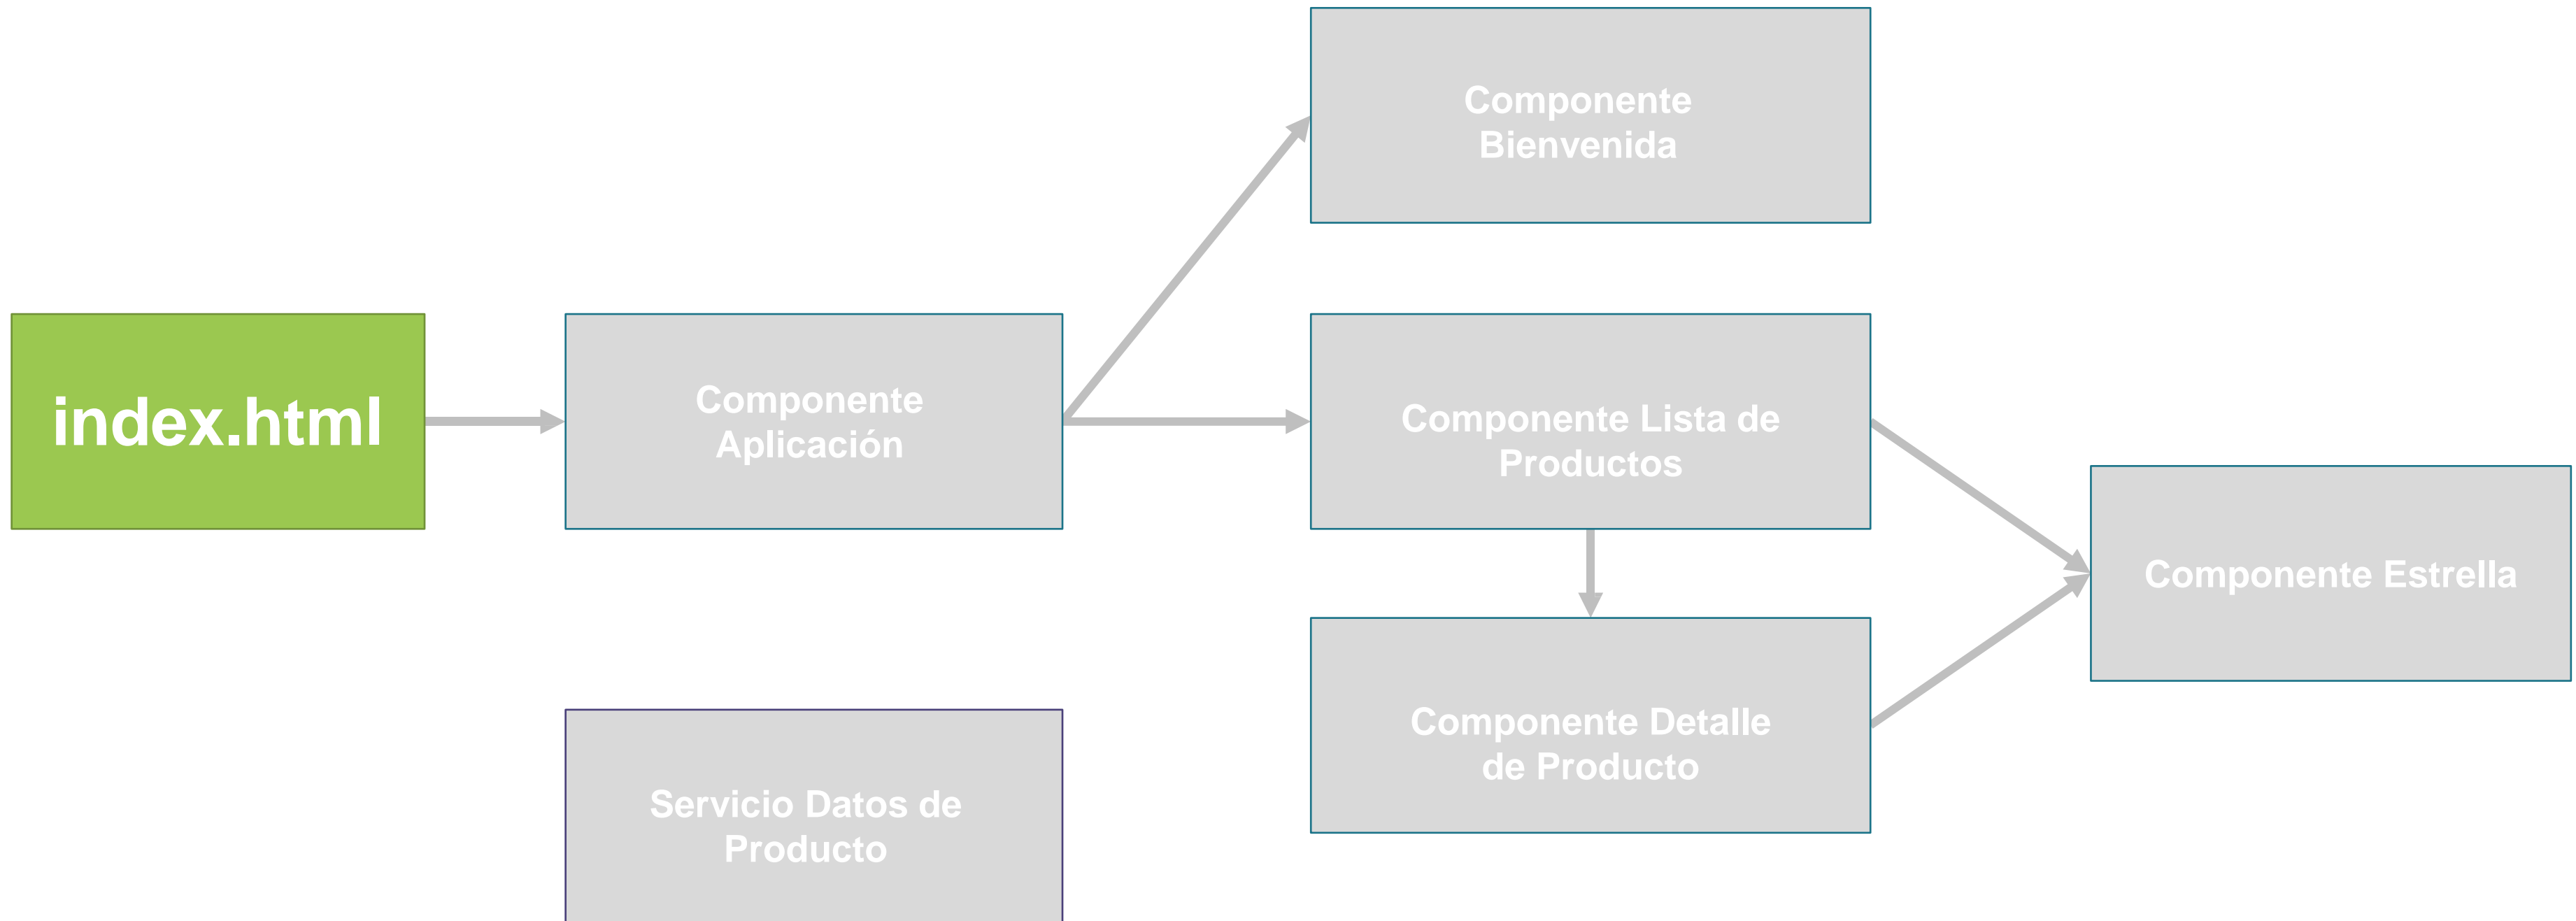 Componente
Bienvenida
index.html
Componente
Aplicación
Componente Lista de
Productos
Componente Estrella
Componente Detalle
de Producto
Servicio Datos de
Producto